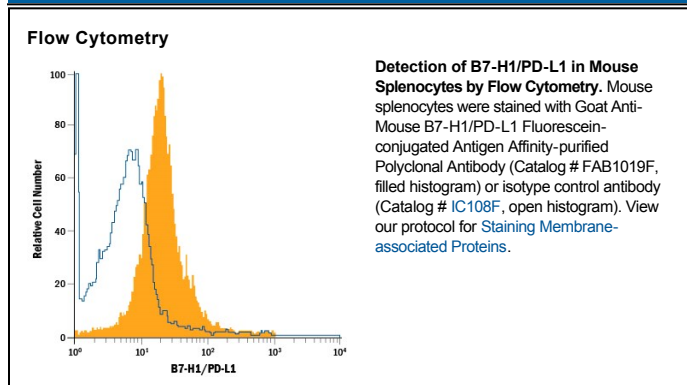 Flow Cytometry
Detection of B7-H1/PD-L1 in Mouse
Splenocytes by Flow Cytometry. Mouse
splenocytes were stained with Goat Anti-
Mouse B7-H1/PD-L1 Fluorescein-
conjugated Antigen Affinity-purified
Polyclonal Antibody (Catalog # FAB1019F,
filled histogram) or isotype control antibody
(Catalog # IC108F, open histogram). View
our protocol for Staining Membrane-
associated Proteins.
Relative Cell Number
100
80
60
40
20
0
10⁰ 10¹ 10² 10³ 10⁴
B7-H1/PD-L1